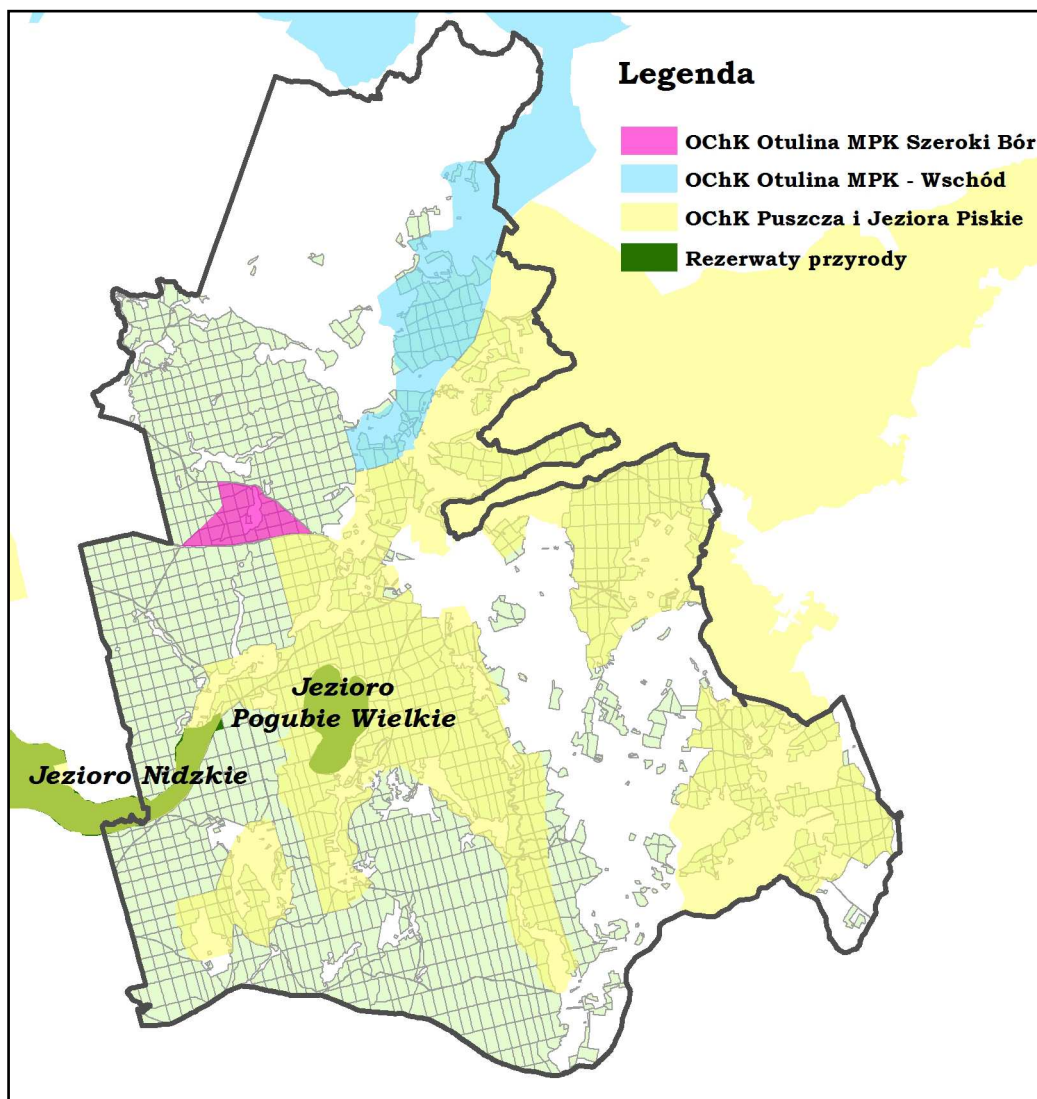 Legenda
OChK Otulina MPK Szeroki Bór
OChK Otulina MPK - Wschód
OChK Puszcza i Jeziora Piskie
Rezerwaty przyrody
Jezioro
Pogubie Wielkie
Jezioro Nidzkie